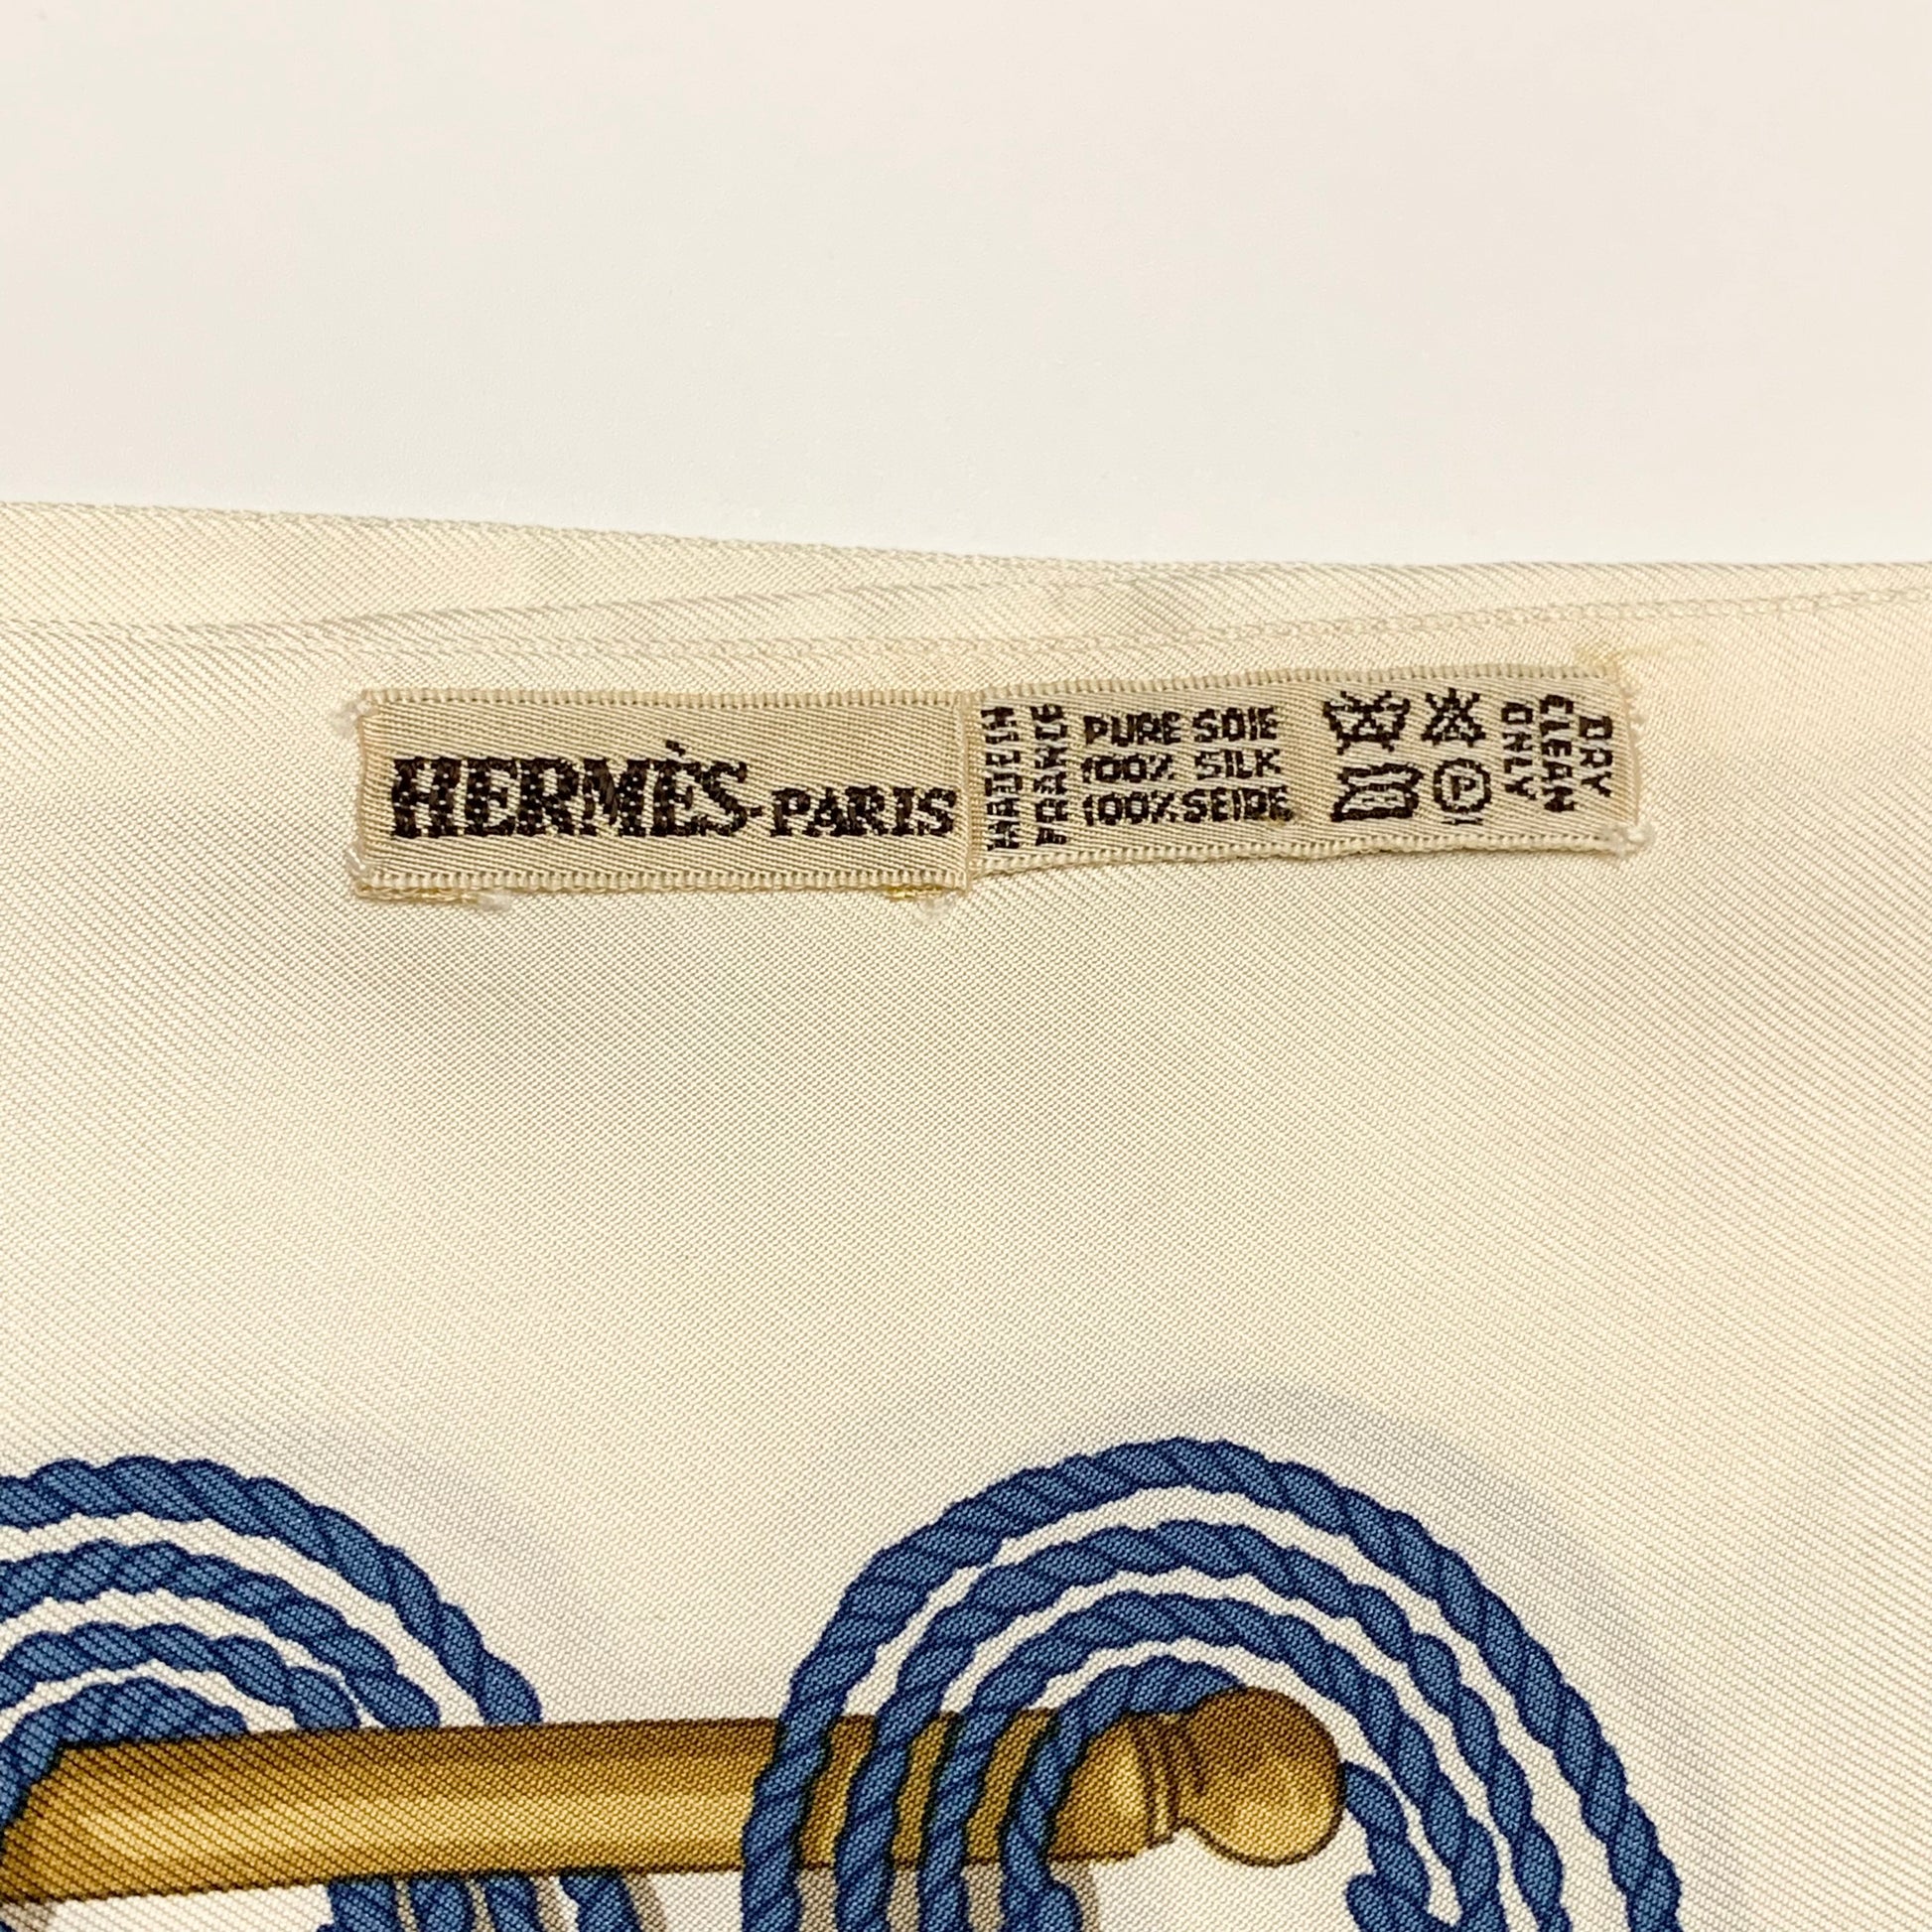 HERMÈS-PARIS
MADE IN
FRANCE
PURE SOIE
100% SILK
100% SEIDE
P
DRY
CLEAN
ONLY